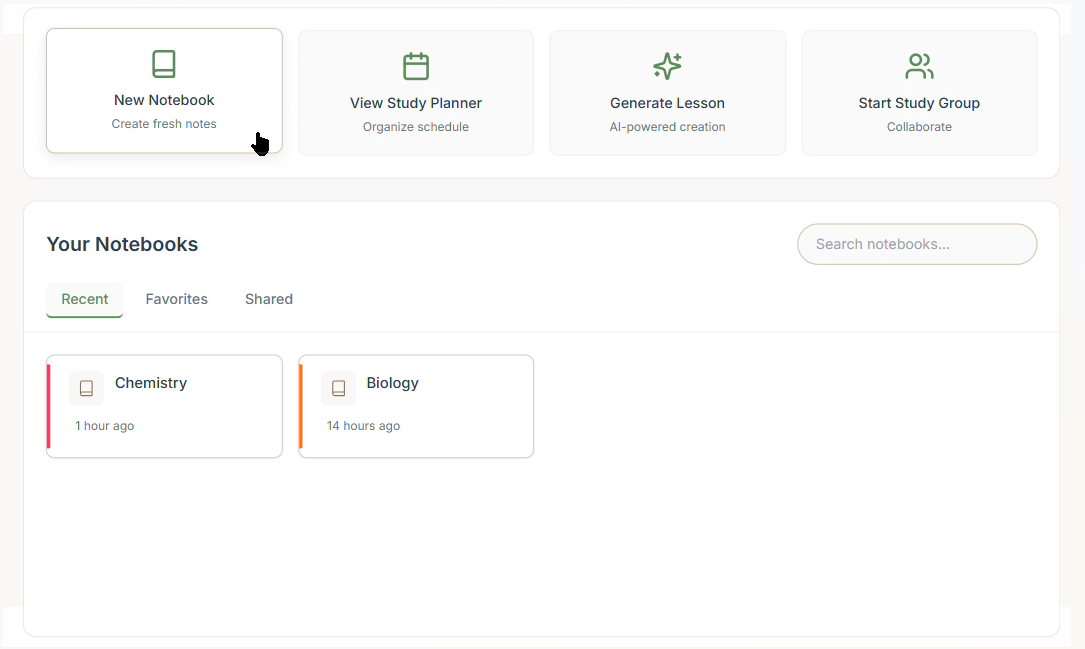 New Notebook
Create fresh notes
View Study Planner
Organize schedule
Generate Lesson
AI-powered creation
Start Study Group
Collaborate
Your Notebooks
Search notebooks...
Recent
Favorites
Shared
Chemistry
1 hour ago
Biology
14 hours ago